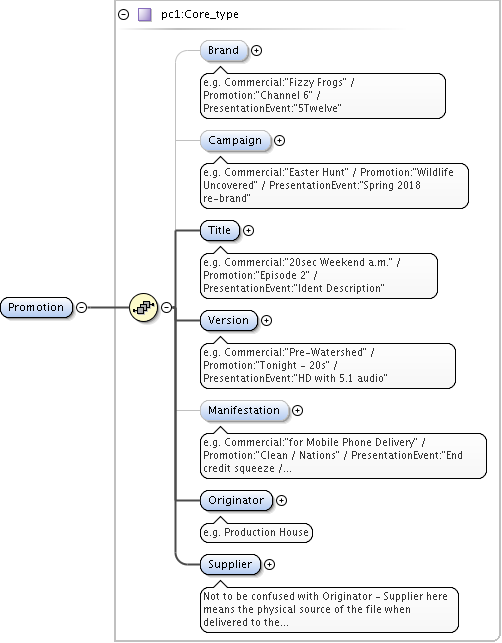 pc1:Core_type
Brand
e.g. Commercial:"Fizzy Frogs" /
Promotion:"Channel 6" /
PresentationEvent:"5Twelve"
Campaign
e.g. Commercial:"Easter Hunt" / Promotion:"Wildlife
Uncovered" / PresentationEvent:"Spring 2018
re-brand"
Title
e.g. Commercial:"20sec Weekend a.m." /
Promotion:"Episode 2" /
PresentationEvent:"Ident Description"
Promotion
Version
e.g. Commercial:"Pre-Watershed" /
Promotion:"Tonight - 20s" /
PresentationEvent:"HD with 5.1 audio"
Manifestation
e.g. Commercial:"for Mobile Phone Delivery" /
Promotion:"Clean / Nations" / PresentationEvent:"End
credit squeeze /...
Originator
e.g. Production House
Supplier
Not to be confused with Originator - Supplier here
means the physical source of the file when
delivered to the...